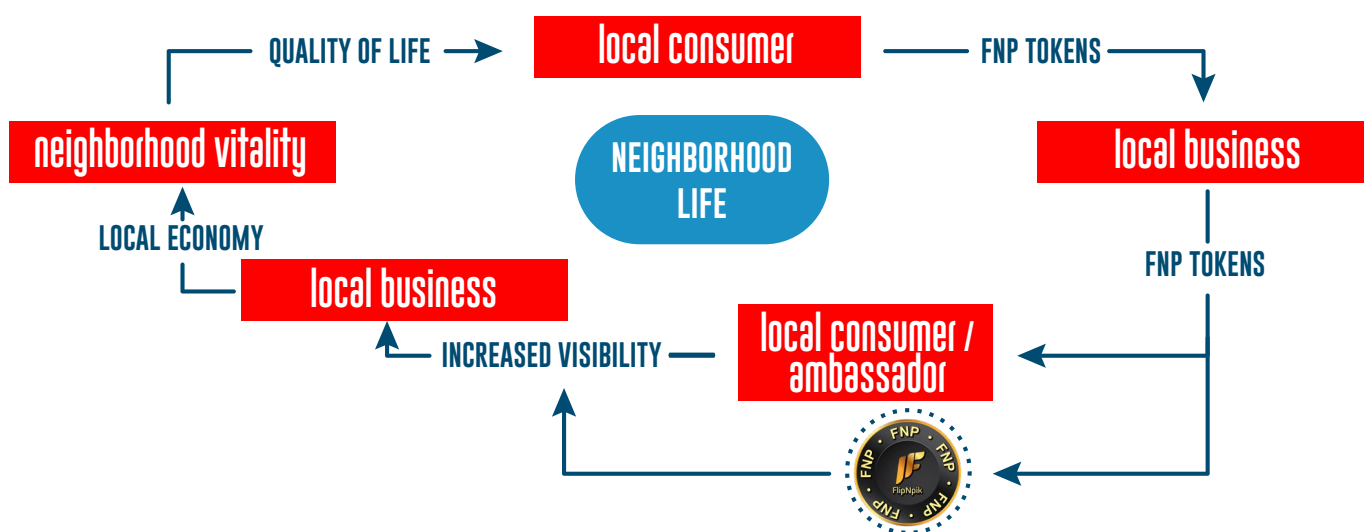 QUALITY OF LIFE
local consumer
FNP TOKENS
neighborhood vitality
NEIGHBORHOOD
LIFE
local business
LOCAL ECONOMY
FNP TOKENS
local business
INCREASED VISIBILITY
local consumer /
ambassador
FNP · FNP · FNP · FNP · FNP ·
FlipNpik